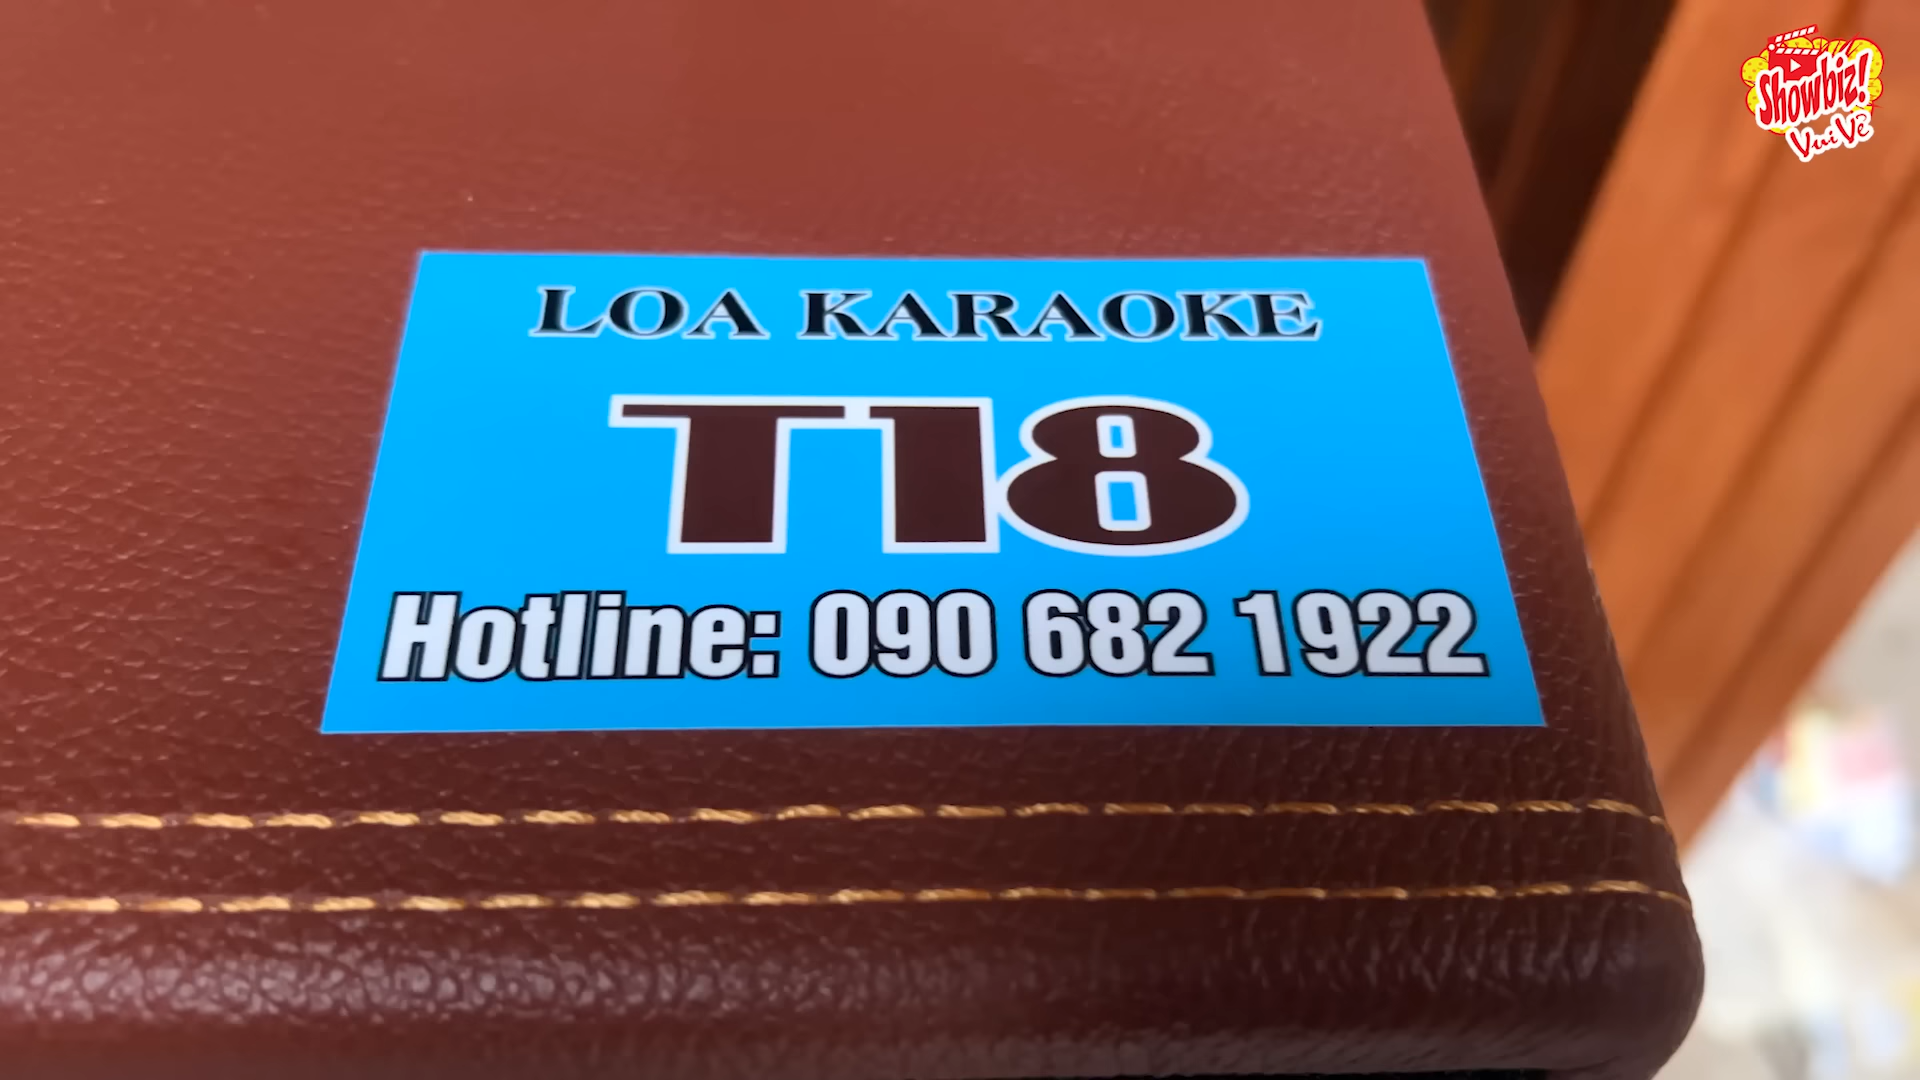 Showbiz!
Vui Vẻ
LOA KARAOKE
T18
Hotline: 090 682 1922